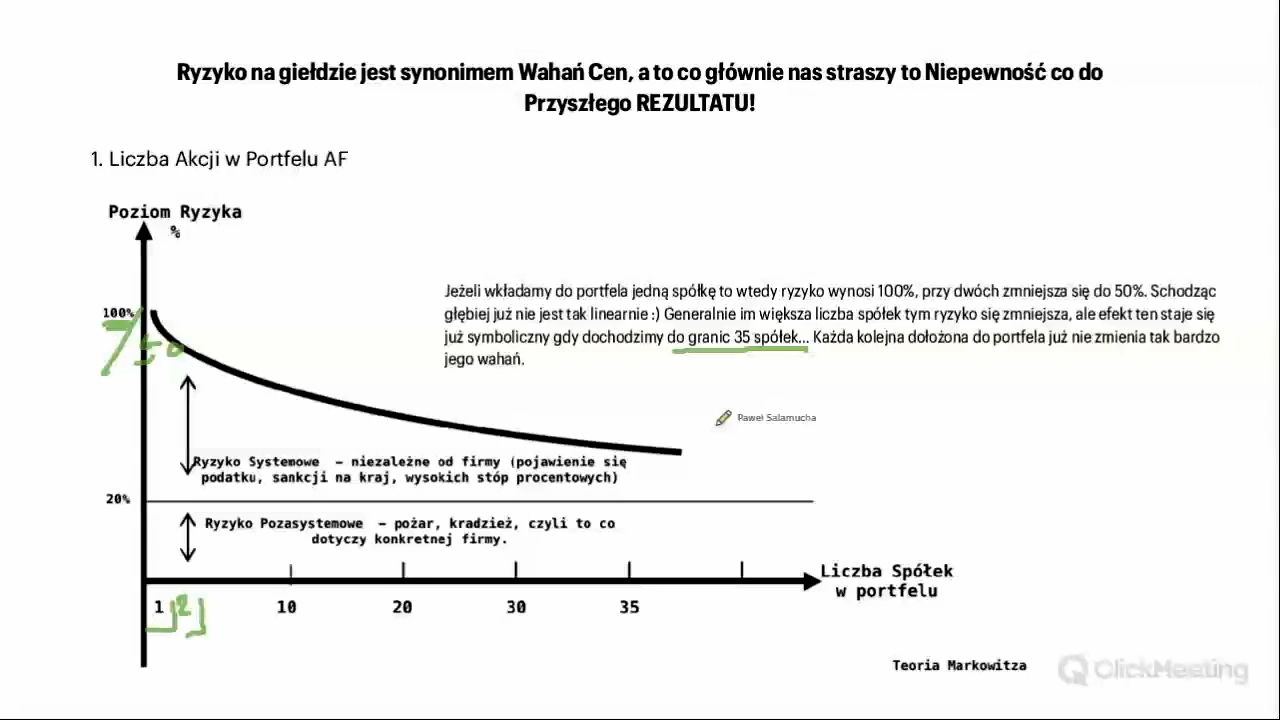 Ryzyko na giełdzie jest synonimem Wahań Cen, a to co głównie nas straszy to Niepewność co do
Przyszłego REZULTATU!
1. Liczba Akcji w Portfelu AF
Poziom Ryzyka
%
100%
50
Jeżeli wkładamy do portfela jedną spółkę to wtedy ryzyko wynosi 100%, przy dwóch zmniejsza się do 50%. Schodząc
głębiej już nie jest tak linearnie :) Generalnie im większa liczba spółek tym ryzyko się zmniejsza, ale efekt ten staje się
już symboliczny gdy dochodzimy do granic 35 spółek... Każda kolejna dołożona do portfela już nie zmienia tak bardzo
jego wahań.
Paweł Salamucha
Ryzyko Systemowe – niezależne od firmy (pojawienie się
podatku, sankcji na kraj, wysokich stóp procentowych)
20%
Ryzyko Pozasystemowe – pożar, kradzież, czyli to co
dotyczy konkretnej firmy.
Liczba Spółek
w portfelu
1 2 10 20 30 35
Teoria Markowitza
ClickMeeting